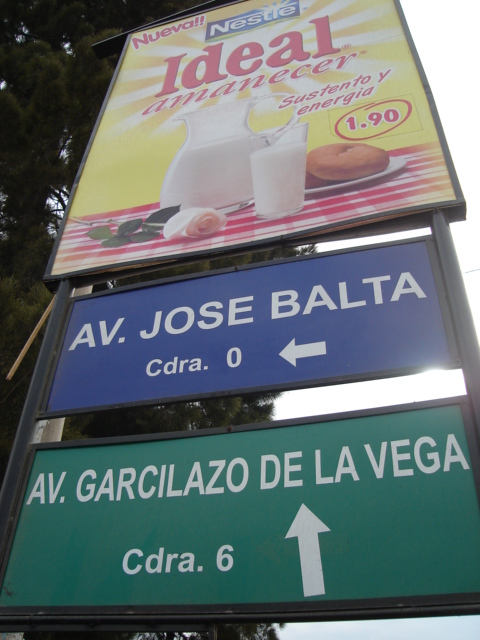 Nueva!!
Nestlé
Ideal
amanecer
Sustento y
energia
1.90
AV. JOSE BALTA
Cdra. 0
AV. GARCILAZO DE LA VEGA
Cdra. 6